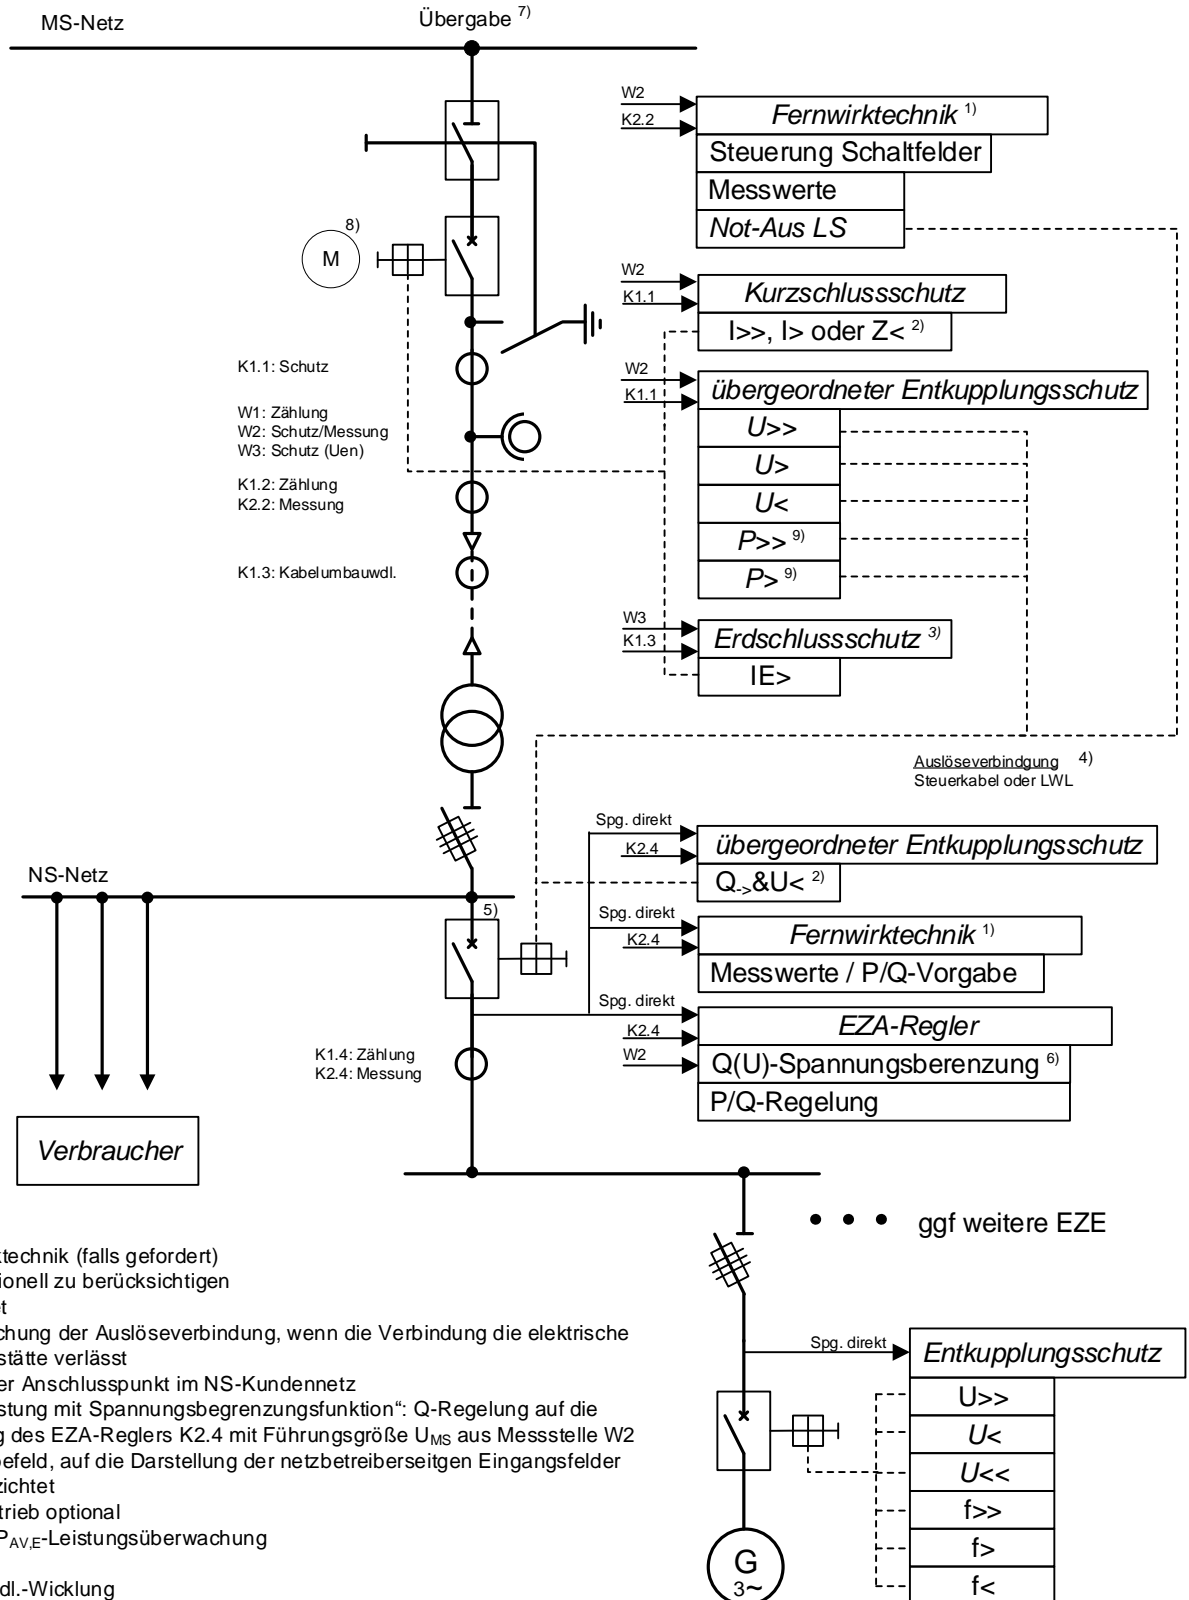 MS-Netz
Übergabe 7)
W2
K2.2
Fernwirktechnik 1)
Steuerung Schaltfelder
Messwerte
Not-Aus LS
8)
M
W2
K1.1
Kurzschlussschutz
I>>, I> oder Z< 2)
K1.1: Schutz
W2
K1.1
übergeordneter Entkupplungsschutz
U>>
U>
U<
P>> 9)
P> 9)
W1: Zählung
W2: Schutz/Messung
W3: Schutz (Uen)
K1.2: Zählung
K2.2: Messung
K1.3: Kabelumbauwdl.
W3
K1.3
Erdschlussschutz 3)
IE>
Auslöseverbindgung 4)
Steuerkabel oder LWL
Spg. direkt
K2.4
übergeordneter Entkupplungsschutz
Q->&U< 2)
NS-Netz
5)
Spg. direkt
K2.4
Fernwirktechnik 1)
Messwerte / P/Q-Vorgabe
Spg. direkt
K2.4
W2
EZA-Regler
Q(U)-Spannungsberenzung 6)
P/Q-Regelung
K1.4: Zählung
K2.4: Messung
Verbraucher
ggf weitere EZE
ktechnik (falls gefordert)
ionell zu berücksichtigen
et
chung der Auslöseverbindung, wenn die Verbindung die elektrische
stätte verlässt
er Anschlusspunkt im NS-Kundennetz
stung mit Spannungsbegrenzungsfunktion“: Q-Regelung auf die
g des EZA-Reglers K2.4 mit Führungsgröße UMS aus Messstelle W2
efeld, auf die Darstellung der netzbetreiberseitgen Eingangsfelder
zichtet
trieb optional
PAV,E-Leistungsüberwachung
dl.-Wicklung
Spg. direkt
Entkupplungsschutz
U>>
U<
U<<
f>>
f>
f<
G
3~